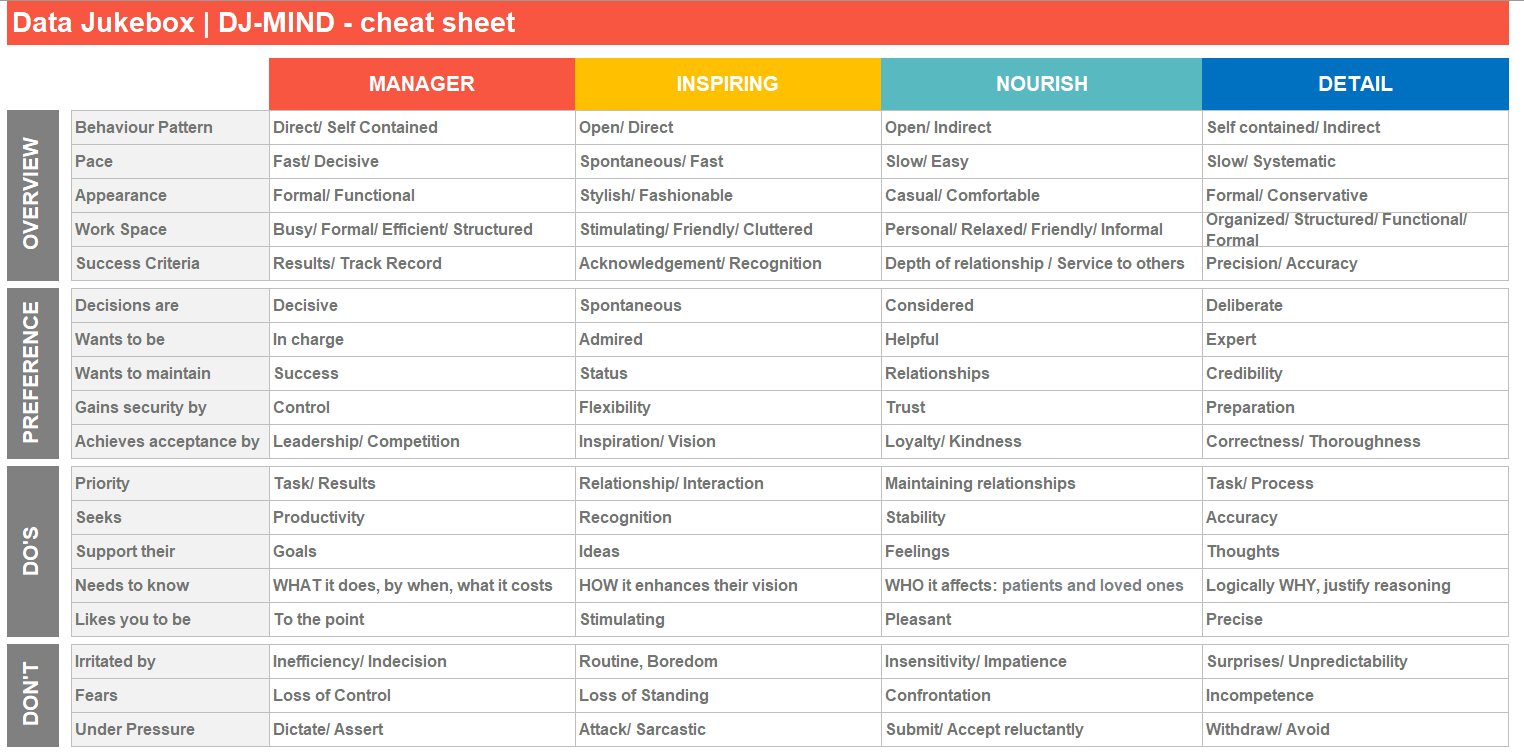 Data Jukebox | DJ-MIND - cheat sheet
MANAGER INSPIRING NOURISH DETAIL
OVERVIEW
Behaviour Pattern Direct/ Self Contained Open/ Direct Open/ Indirect Self contained/ Indirect
Pace Fast/ Decisive Spontaneous/ Fast Slow/ Easy Slow/ Systematic
Appearance Formal/ Functional Stylish/ Fashionable Casual/ Comfortable Formal/ Conservative
Work Space Busy/ Formal/ Efficient/ Structured Stimulating/ Friendly/ Cluttered Personal/ Relaxed/ Friendly/ Informal Organized/ Structured/ Functional/
Formal
Success Criteria Results/ Track Record Acknowledgement/ Recognition Depth of relationship / Service to others Precision/ Accuracy
PREFERENCE
Decisions are Decisive Spontaneous Considered Deliberate
Wants to be In charge Admired Helpful Expert
Wants to maintain Success Status Relationships Credibility
Gains security by Control Flexibility Trust Preparation
Achieves acceptance by Leadership/ Competition Inspiration/ Vision Loyalty/ Kindness Correctness/ Thoroughness
DO'S
Priority Task/ Results Relationship/ Interaction Maintaining relationships Task/ Process
Seeks Productivity Recognition Stability Accuracy
Support their Goals Ideas Feelings Thoughts
Needs to know WHAT it does, by when, what it costs HOW it enhances their vision WHO it affects: patients and loved ones Logically WHY, justify reasoning
Likes you to be To the point Stimulating Pleasant Precise
DON'T
Irritated by Inefficiency/ Indecision Routine, Boredom Insensitivity/ Impatience Surprises/ Unpredictability
Fears Loss of Control Loss of Standing Confrontation Incompetence
Under Pressure Dictate/ Assert Attack/ Sarcastic Submit/ Accept reluctantly Withdraw/ Avoid